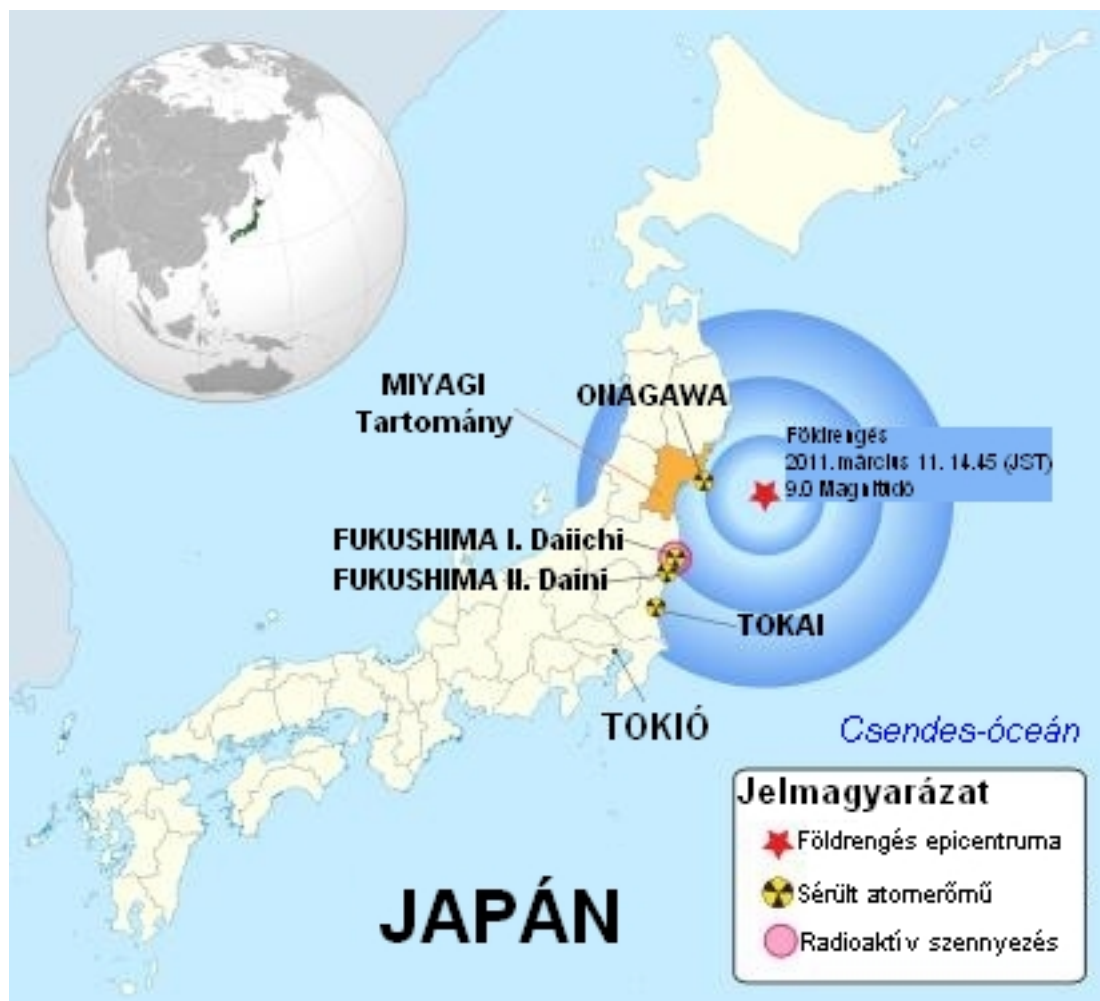 MIYAGI
Tartomány
ONAGAWA
Földrengés
2011. március 11. 14.45 (JST)
9.0 Magnitúdó
FUKUSHIMA I. Daiichi
FUKUSHIMA II. Daini
TOKAI
TOKIÓ
Csendes-óceán
Jelmagyarázat
Földrengés epicentruma
Sérült atomerőmű
Radioaktív szennyezés
JAPÁN